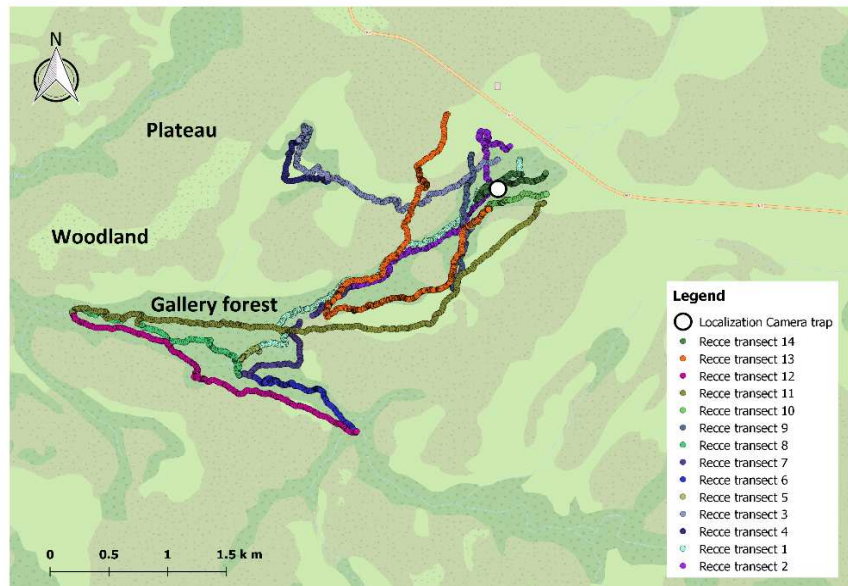 N
Plateau
Woodland
Gallery forest
Legend
Localization Camera trap
Recce transect 14
Recce transect 13
Recce transect 12
Recce transect 11
Recce transect 10
Recce transect 9
Recce transect 8
Recce transect 7
Recce transect 6
Recce transect 5
Recce transect 3
Recce transect 4
Recce transect 1
Recce transect 2
0 0.5 1 1.5 k m